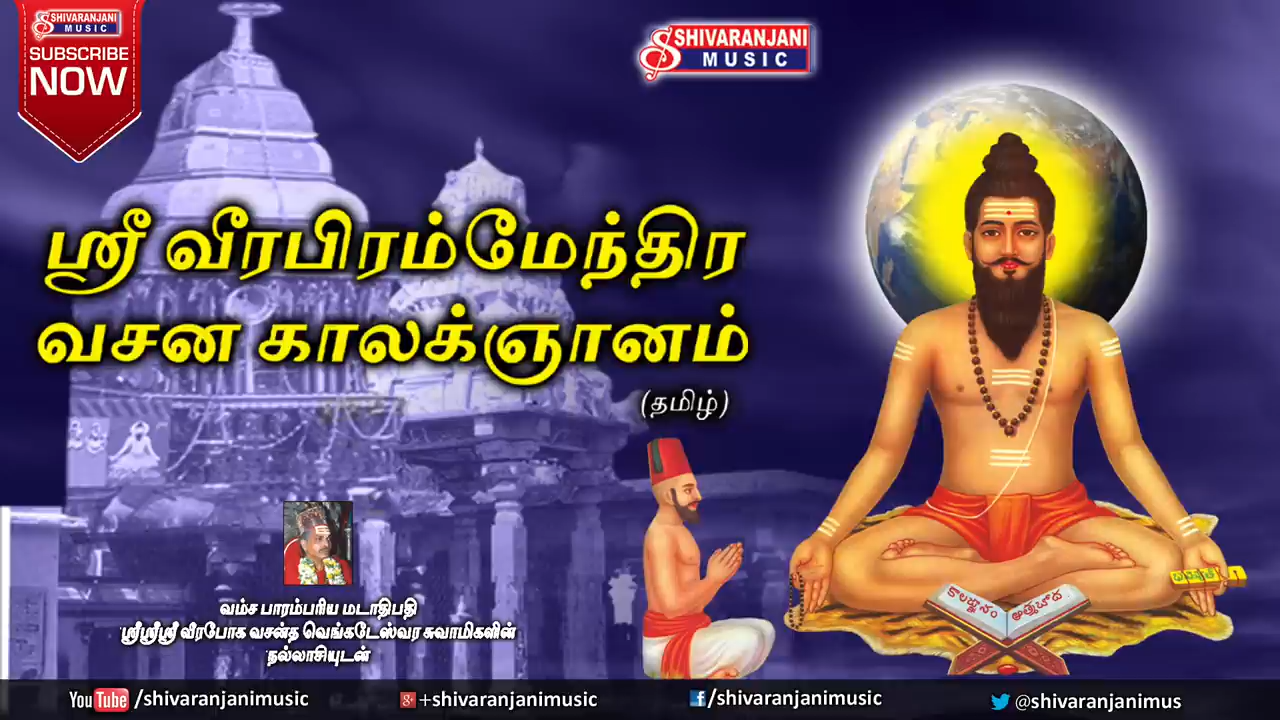 SHIVARANJANI
MUSIC
SUBSCRIBE
NOW
SHIVARANJANI
MUSIC
ஸ்ரீ வீரபிரம்மேந்திர
வசன காலக்ஞானம்
(தமிழ்)
வம்ச பாரம்பரிய மடாதிபதி
ஸ்ரீஸ்ரீஸ்ரீ வீரபோக வசந்த வெங்கடேஸ்வர சுவாமிகளின்
நல்லாசியுடன்
కాలజ్ఞానం
YouTube /shivaranjanimusic
g+ +shivaranjanimusic
f /shivaranjanimusic
@shivaranjanimus